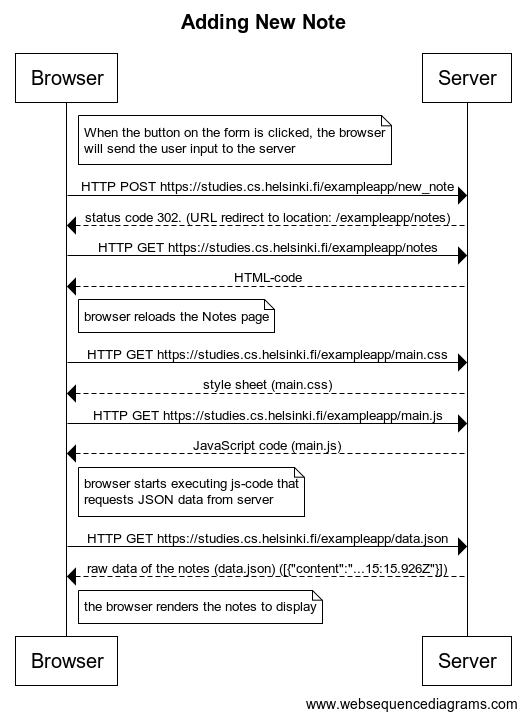 Adding New Note
Browser
Server
When the button on the form is clicked, the browser
will send the user input to the server
HTTP POST https://studies.cs.helsinki.fi/exampleapp/new_note
status code 302. (URL redirect to location: /exampleapp/notes)
HTTP GET https://studies.cs.helsinki.fi/exampleapp/notes
HTML-code
browser reloads the Notes page
HTTP GET https://studies.cs.helsinki.fi/exampleapp/main.css
style sheet (main.css)
HTTP GET https://studies.cs.helsinki.fi/exampleapp/main.js
JavaScript code (main.js)
browser starts executing js-code that
requests JSON data from server
HTTP GET https://studies.cs.helsinki.fi/exampleapp/data.json
raw data of the notes (data.json) ([{"content":"...15:15.926Z"}])
the browser renders the notes to display
Browser
Server
www.websequencediagrams.com